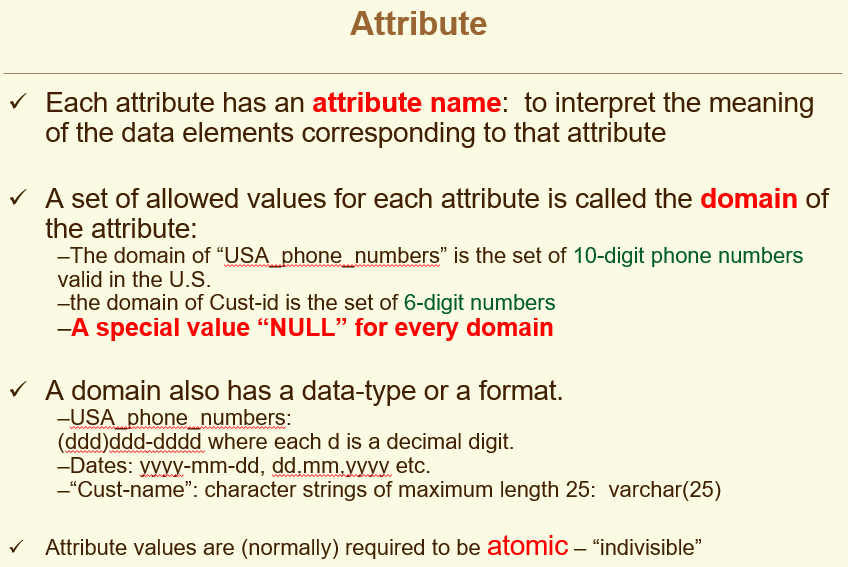 Attribute
✓ Each attribute has an attribute name:  to interpret the meaning
of the data elements corresponding to that attribute
✓ A set of allowed values for each attribute is called the domain of
the attribute:
–The domain of “USA_phone_numbers” is the set of 10-digit phone numbers
valid in the U.S.
–the domain of Cust-id is the set of 6-digit numbers
–A special value “NULL” for every domain
✓ A domain also has a data-type or a format.
–USA_phone_numbers:
(ddd)ddd-dddd where each d is a decimal digit.
–Dates: yyyy-mm-dd, dd.mm.yyyy etc.
–“Cust-name”: character strings of maximum length 25:  varchar(25)
✓ Attribute values are (normally) required to be atomic – “indivisible”